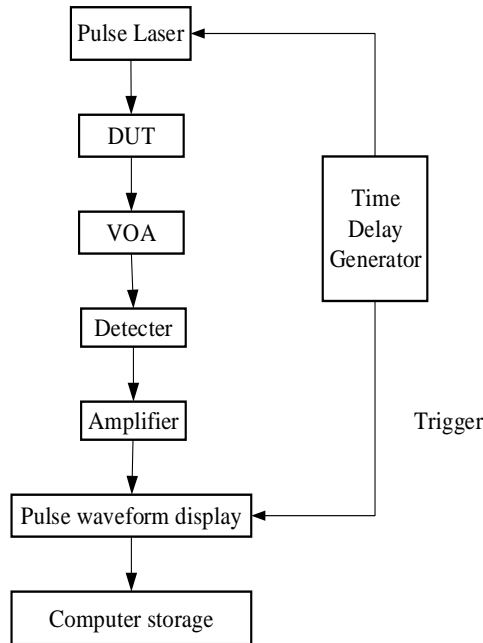 Pulse Laser
DUT
VOA
Detecter
Amplifier
Pulse waveform display
Computer storage
Time
Delay
Generator
Trigger